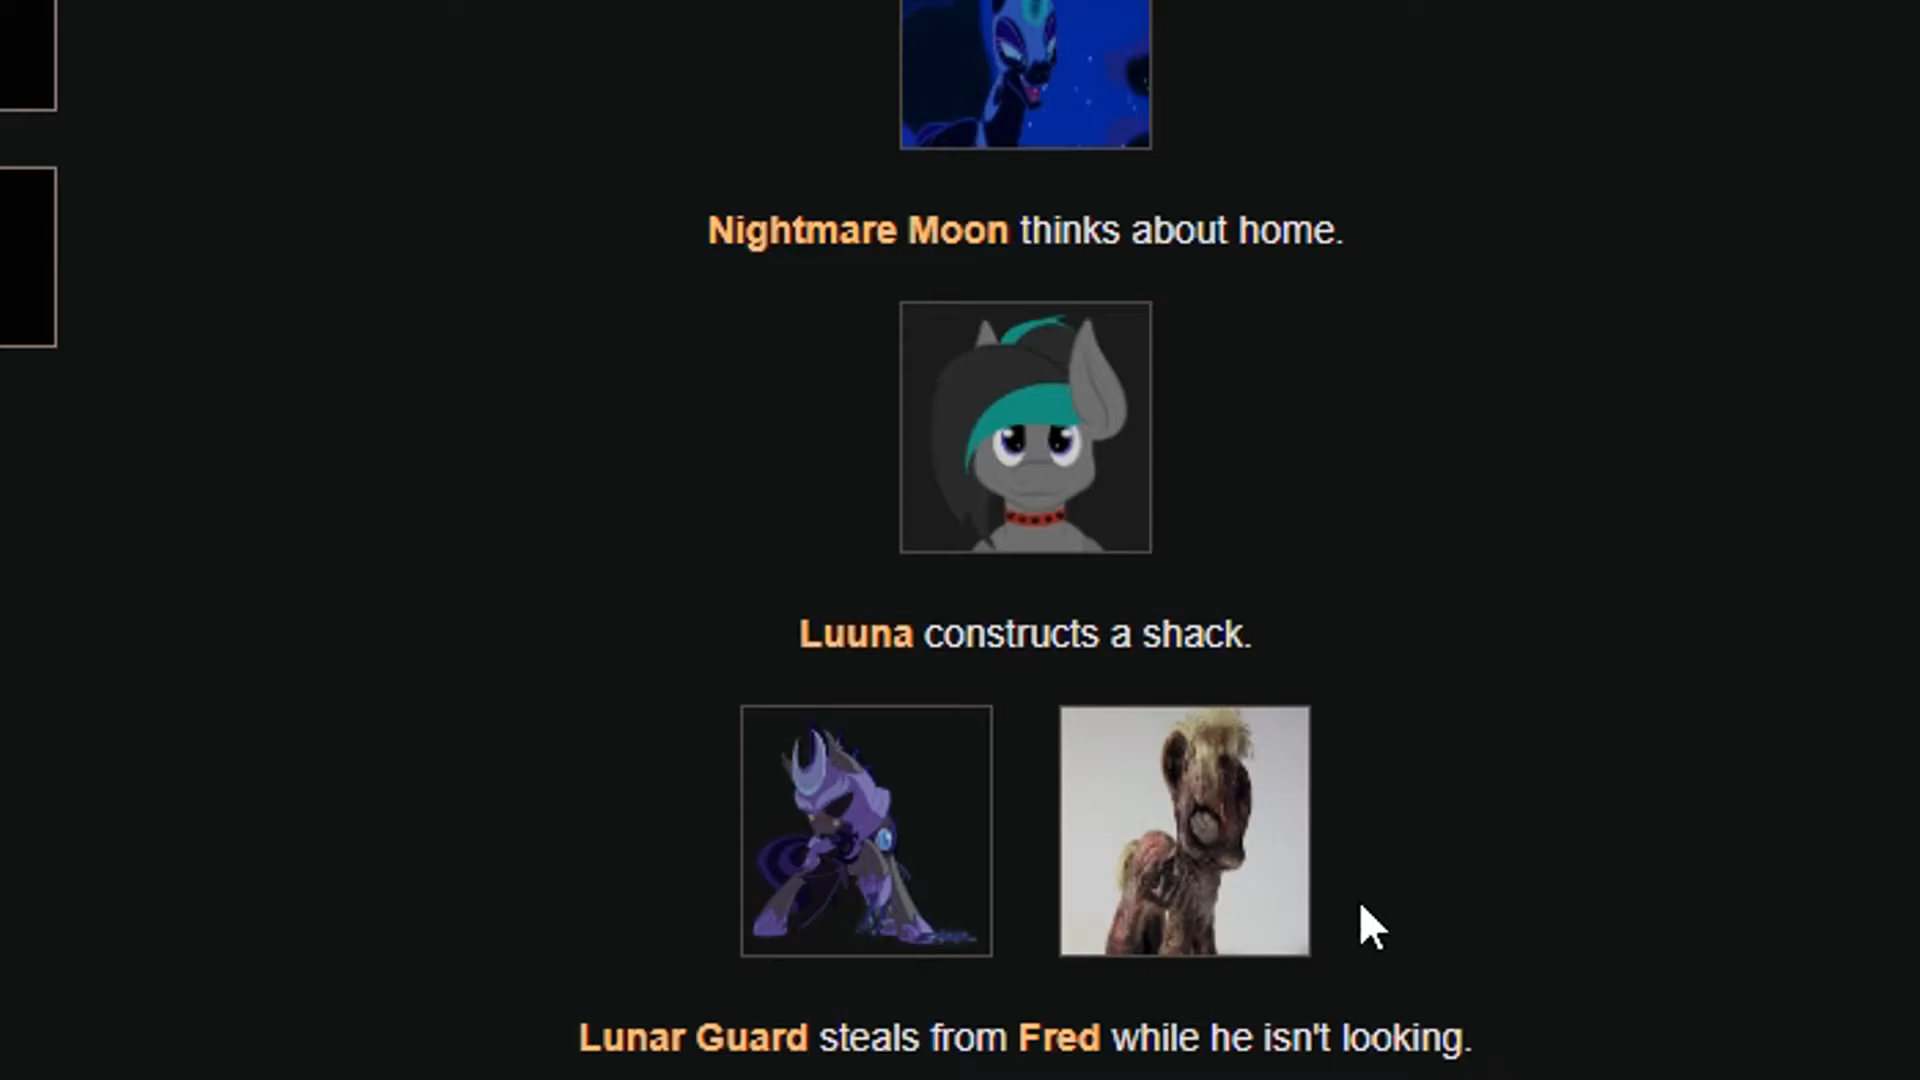 Nightmare Moon thinks about home.
Luuna constructs a shack.
Lunar Guard steals from Fred while he isn't looking.